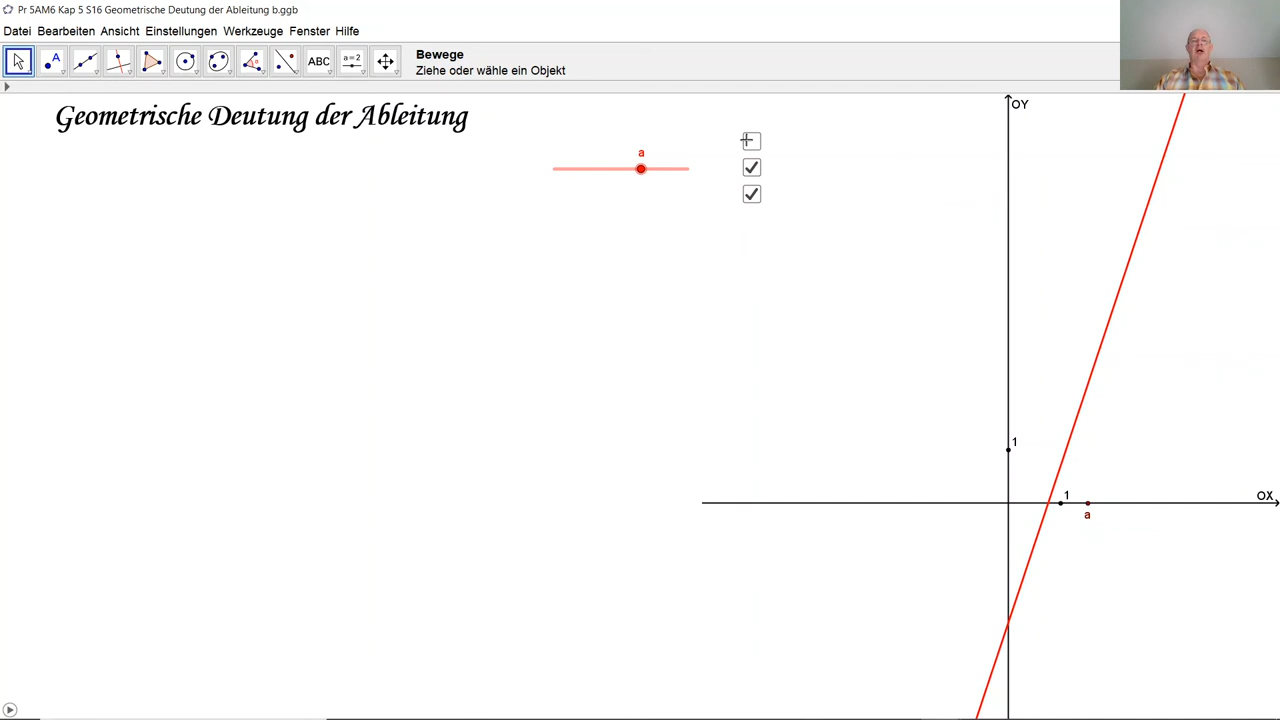 Pr 5AM6 Kap 5 S16 Geometrische Deutung der Ableitung b.ggb
Datei Bearbeiten Ansicht Einstellungen Werkzeuge Fenster Hilfe
A
ABC
a=2
Bewege
Ziehe oder wähle ein Objekt
Geometrische Deutung der Ableitung
a
OY
1
1
OX
a